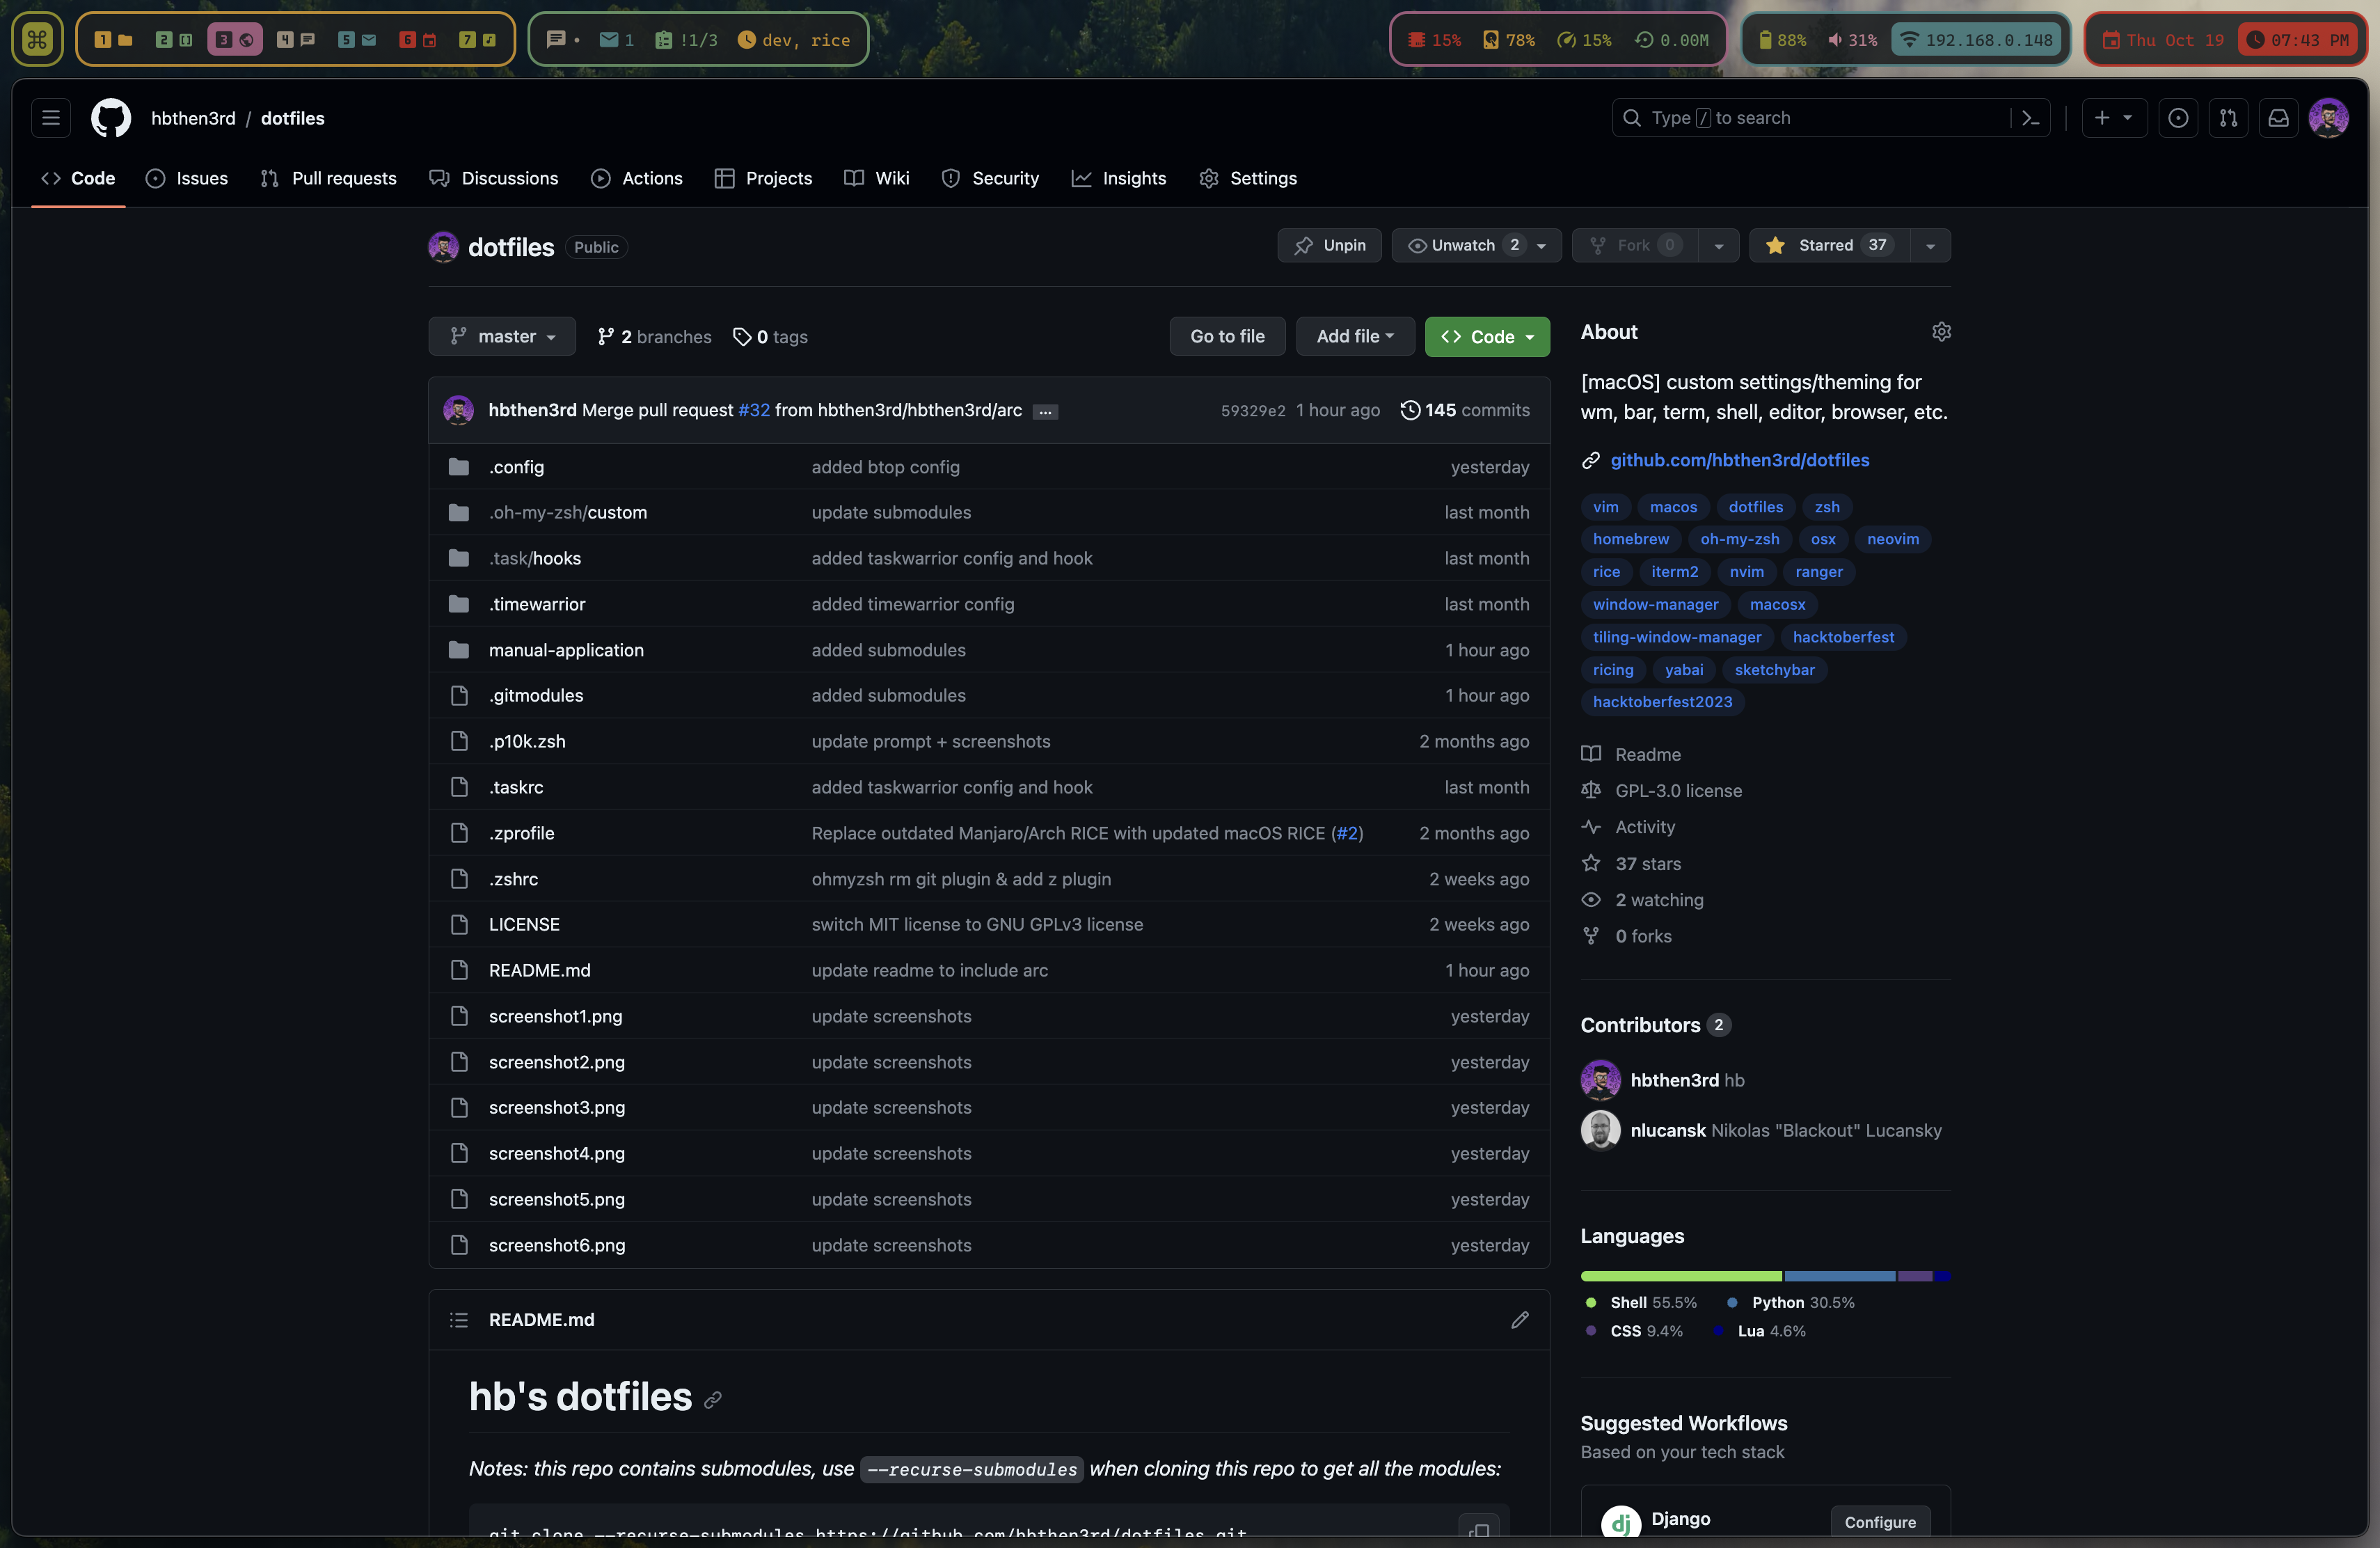 1 2 3 4 5 6 7 1 !1/3 dev, rice 15% 78% 15% 0.00M 88% 31% 192.168.0.148 Thu Oct 19 07:43 PM
hbthen3rd / dotfiles
Type / to search
Code Issues Pull requests Discussions Actions Projects Wiki Security Insights Settings
dotfiles Public
Unpin Unwatch 2 Fork 0 Starred 37
master 2 branches 0 tags Go to file Add file Code
hbthen3rd Merge pull request #32 from hbthen3rd/hbthen3rd/arc ... 59329e2 1 hour ago 145 commits
.config added btop config yesterday
.oh-my-zsh/custom update submodules last month
.task/hooks added taskwarrior config and hook last month
.timewarrior added timewarrior config last month
manual-application added submodules 1 hour ago
.gitmodules added submodules 1 hour ago
.p10k.zsh update prompt + screenshots 2 months ago
.taskrc added taskwarrior config and hook last month
.zprofile Replace outdated Manjaro/Arch RICE with updated macOS RICE (#2) 2 months ago
.zshrc ohmyzsh rm git plugin & add z plugin 2 weeks ago
LICENSE switch MIT license to GNU GPLv3 license 2 weeks ago
README.md update readme to include arc 1 hour ago
screenshot1.png update screenshots yesterday
screenshot2.png update screenshots yesterday
screenshot3.png update screenshots yesterday
screenshot4.png update screenshots yesterday
screenshot5.png update screenshots yesterday
screenshot6.png update screenshots yesterday
README.md
hb's dotfiles
Notes: this repo contains submodules, use --recurse-submodules when cloning this repo to get all the modules:
git clone --recurse-submodules https://github.com/hbthen3rd/dotfiles.git
About
[macOS] custom settings/theming for
wm, bar, term, shell, editor, browser, etc.
github.com/hbthen3rd/dotfiles
vim macos dotfiles zsh
homebrew oh-my-zsh osx neovim
rice iterm2 nvim ranger
window-manager macosx
tiling-window-manager hacktoberfest
ricing yabai sketchybar
hacktoberfest2023
Readme
GPL-3.0 license
Activity
37 stars
2 watching
0 forks
Contributors 2
hbthen3rd hb
nlucansk Nikolas "Blackout" Lucansky
Languages
Shell 55.5% Python 30.5%
CSS 9.4% Lua 4.6%
Suggested Workflows
Based on your tech stack
dj Django Configure